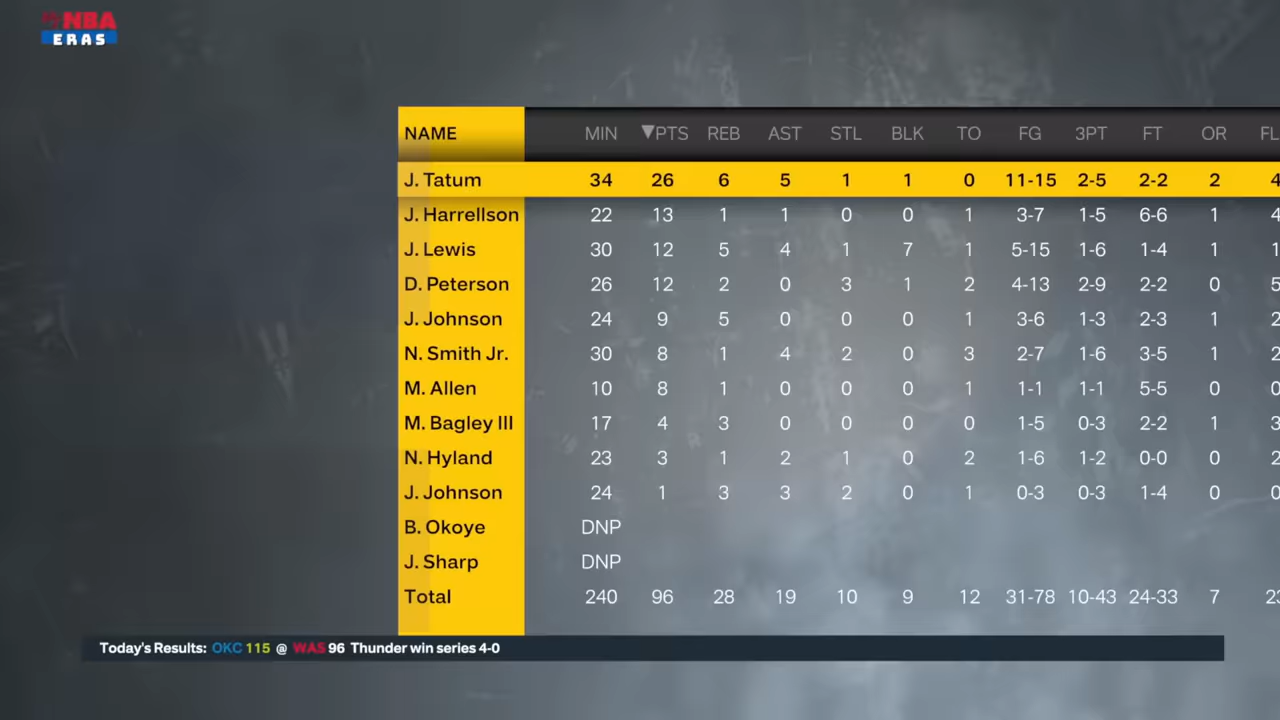 NBA
ERAS
NAME MIN ▼PTS REB AST STL BLK TO FG 3PT FT OR FL
J. Tatum 34 26 6 5 1 1 0 11-15 2-5 2-2 2 4
J. Harrellson 22 13 1 1 0 0 1 3-7 1-5 6-6 1 4
J. Lewis 30 12 5 4 1 7 1 5-15 1-6 1-4 1 1
D. Peterson 26 12 2 0 3 1 2 4-13 2-9 2-2 0 5
J. Johnson 24 9 5 0 0 0 1 3-6 1-3 2-3 1 2
N. Smith Jr. 30 8 1 4 2 0 3 2-7 1-6 3-5 1 2
M. Allen 10 8 1 0 0 0 1 1-1 1-1 5-5 0 0
M. Bagley III 17 4 3 0 0 0 0 1-5 0-3 2-2 1 3
N. Hyland 23 3 1 2 1 0 2 1-6 1-2 0-0 0 2
J. Johnson 24 1 3 3 2 0 1 0-3 0-3 1-4 0 0
B. Okoye DNP
J. Sharp DNP
Total 240 96 28 19 10 9 12 31-78 10-43 24-33 7 23
Today's Results: OKC 115 @ WAS 96 Thunder win series 4-0